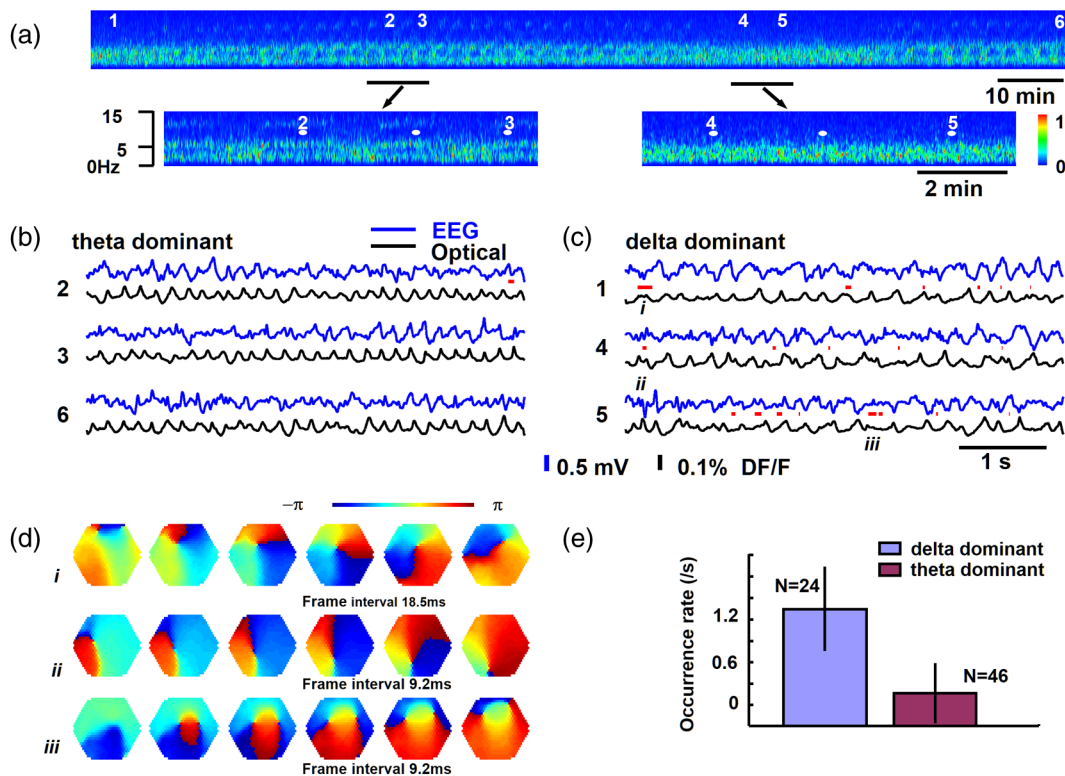 (a)
1 2 3 4 5 6
10 min
15
5
0Hz
2 3
4 5
1
0
2 min
(b) theta dominant
EEG
Optical
2
3
6
(c) delta dominant
1
i
4
ii
5
iii
1 s
0.5 mV 0.1% DF/F
(d)
−π π
i
Frame interval 18.5ms
ii
Frame interval 9.2ms
iii
Frame interval 9.2ms
(e)
delta dominant
theta dominant
Occurrence rate (/s)
1.2
0.6
0
N=24
N=46